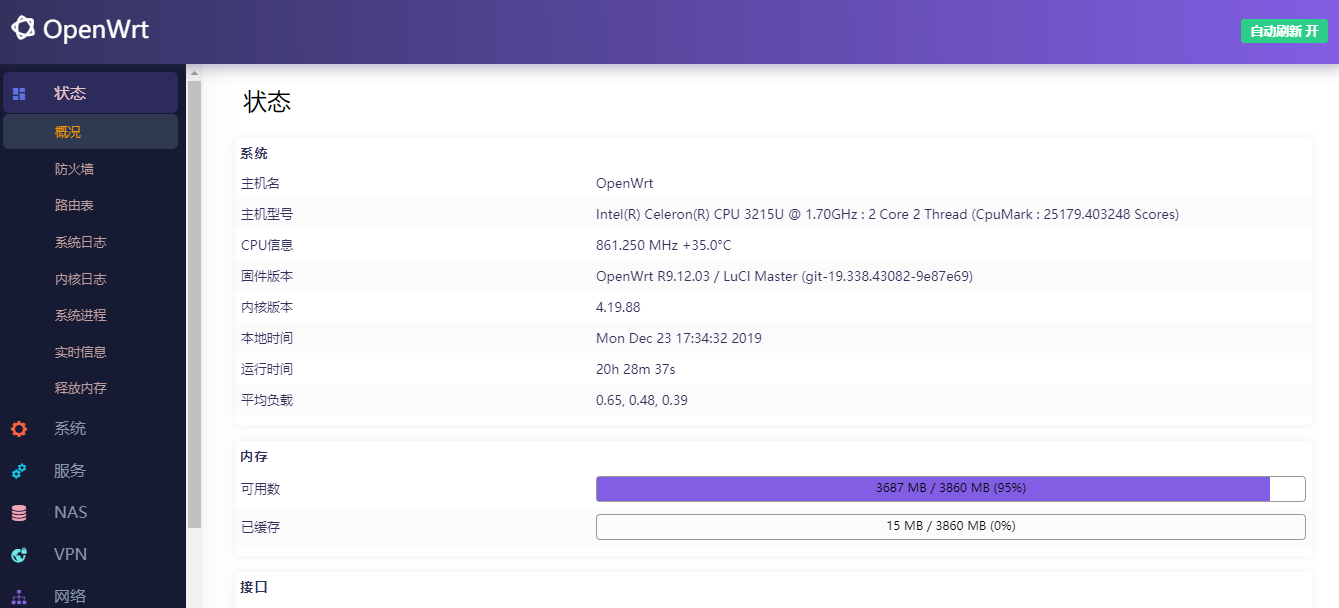 OpenWrt
自动刷新 开
状态
概况
防火墙
路由表
系统日志
内核日志
系统进程
实时信息
释放内存
系统
服务
NAS
VPN
网络
状态
系统
主机名 OpenWrt
主机型号 Intel(R) Celeron(R) CPU 3215U @ 1.70GHz : 2 Core 2 Thread (CpuMark : 25179.403248 Scores)
CPU信息 861.250 MHz +35.0°C
固件版本 OpenWrt R9.12.03 / LuCI Master (git-19.338.43082-9e87e69)
内核版本 4.19.88
本地时间 Mon Dec 23 17:34:32 2019
运行时间 20h 28m 37s
平均负载 0.65, 0.48, 0.39
内存
可用数 3687 MB / 3860 MB (95%)
已缓存 15 MB / 3860 MB (0%)
接口